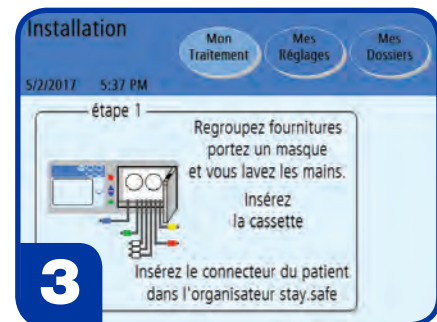 Installation
Mon Traitement
Mes Réglages
Mes Dossiers
5/2/2017 5:37 PM
étape 1
Regroupez fournitures
portez un masque
et vous lavez les mains.
Insérez
la cassette
Insérez le connecteur du patient
dans l'organisateur stay.safe
3